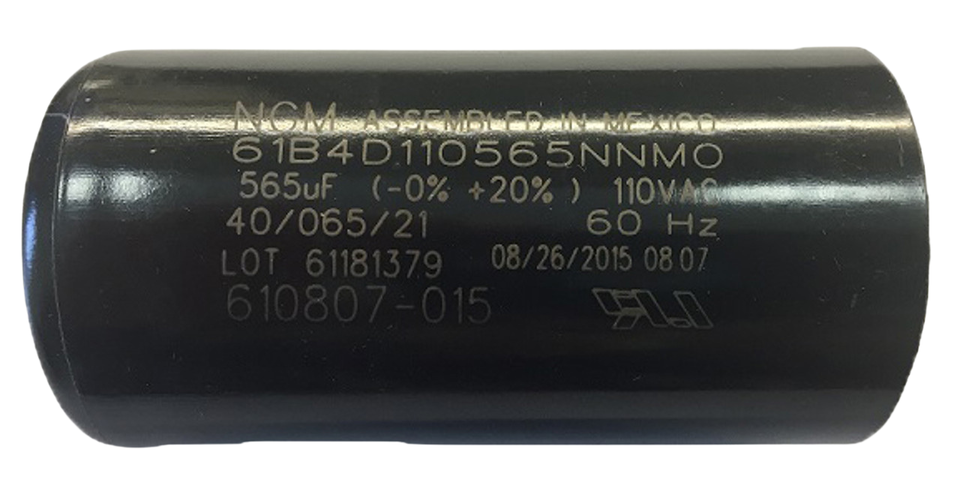 NCM ASSEMBLED IN MEXICO
61B4D110565NNMO
565uF (-0% +20%) 110VAC
40/065/21 60 Hz
LOT 61181379 08/26/2015 08 07
610807-015